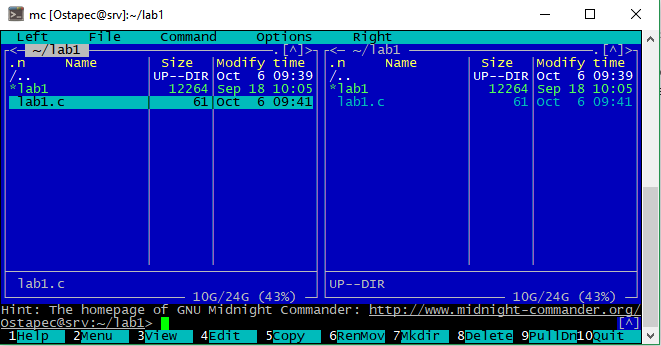 mc [Ostapec@srv]:~/lab1
Left File Command Options Right
~/lab1 .[^]> ~/lab1 .[^]>
.n Name Size Modify time .n Name Size Modify time
/.. UP--DIR Oct 6 09:39 /.. UP--DIR Oct 6 09:39
*lab1 12264 Sep 18 10:05 *lab1 12264 Sep 18 10:05
lab1.c 61 Oct 6 09:41 lab1.c 61 Oct 6 09:41
lab1.c UP--DIR
10G/24G (43%) 10G/24G (43%)
Hint: The homepage of GNU Midnight Commander: http://www.midnight-commander.org/
Ostapec@srv:~/lab1> [^]
1Help 2Menu 3View 4Edit 5Copy 6RenMov 7Mkdir 8Delete 9PullDn 10Quit